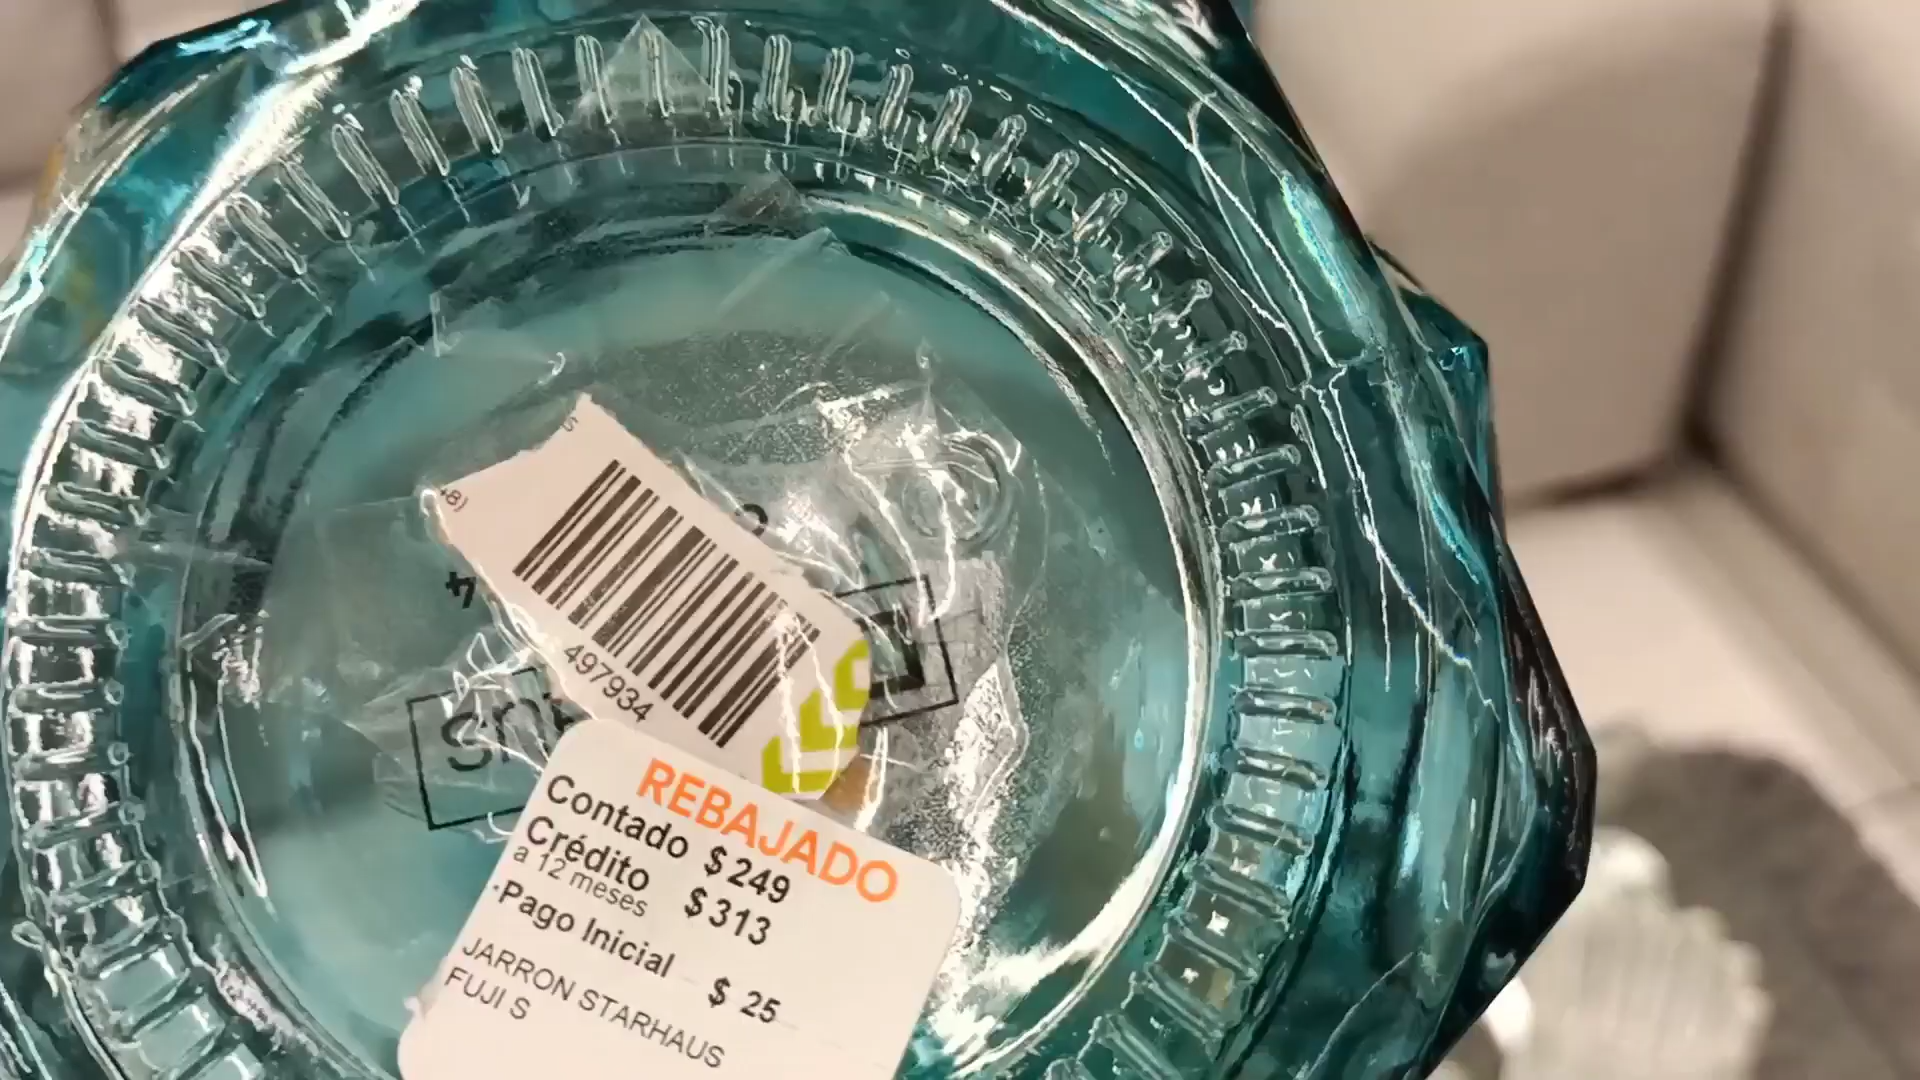 497934
REBAJADO
Contado $249
Crédito $313
a 12 meses
·Pago Inicial $ 25
JARRON STARHAUS
FUJI S